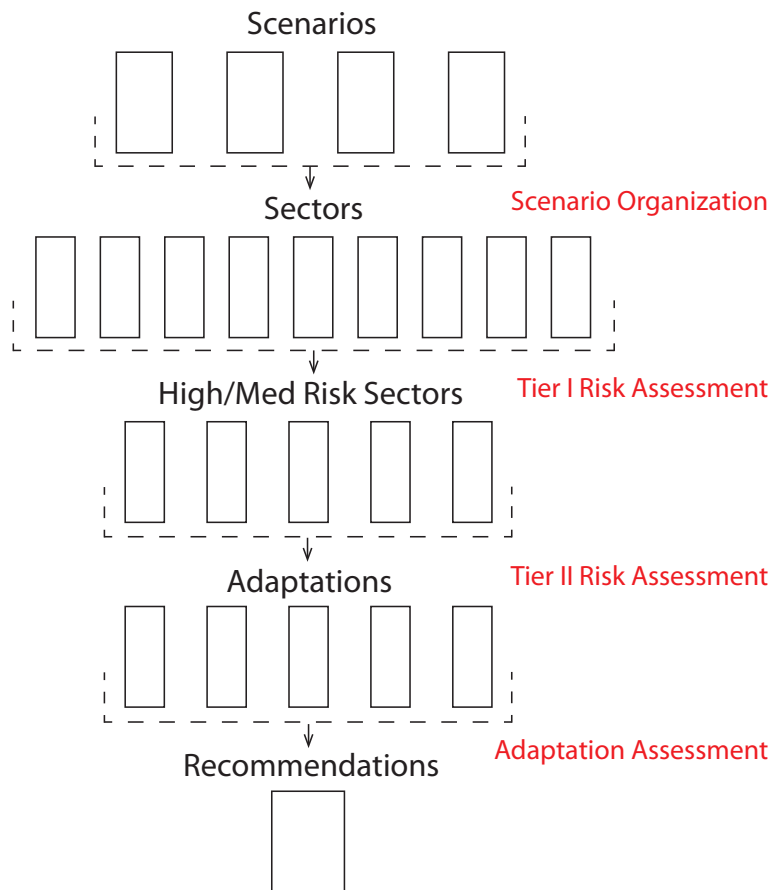 Scenarios
Scenario Organization
Sectors
Tier I Risk Assessment
High/Med Risk Sectors
Tier II Risk Assessment
Adaptations
Adaptation Assessment
Recommendations